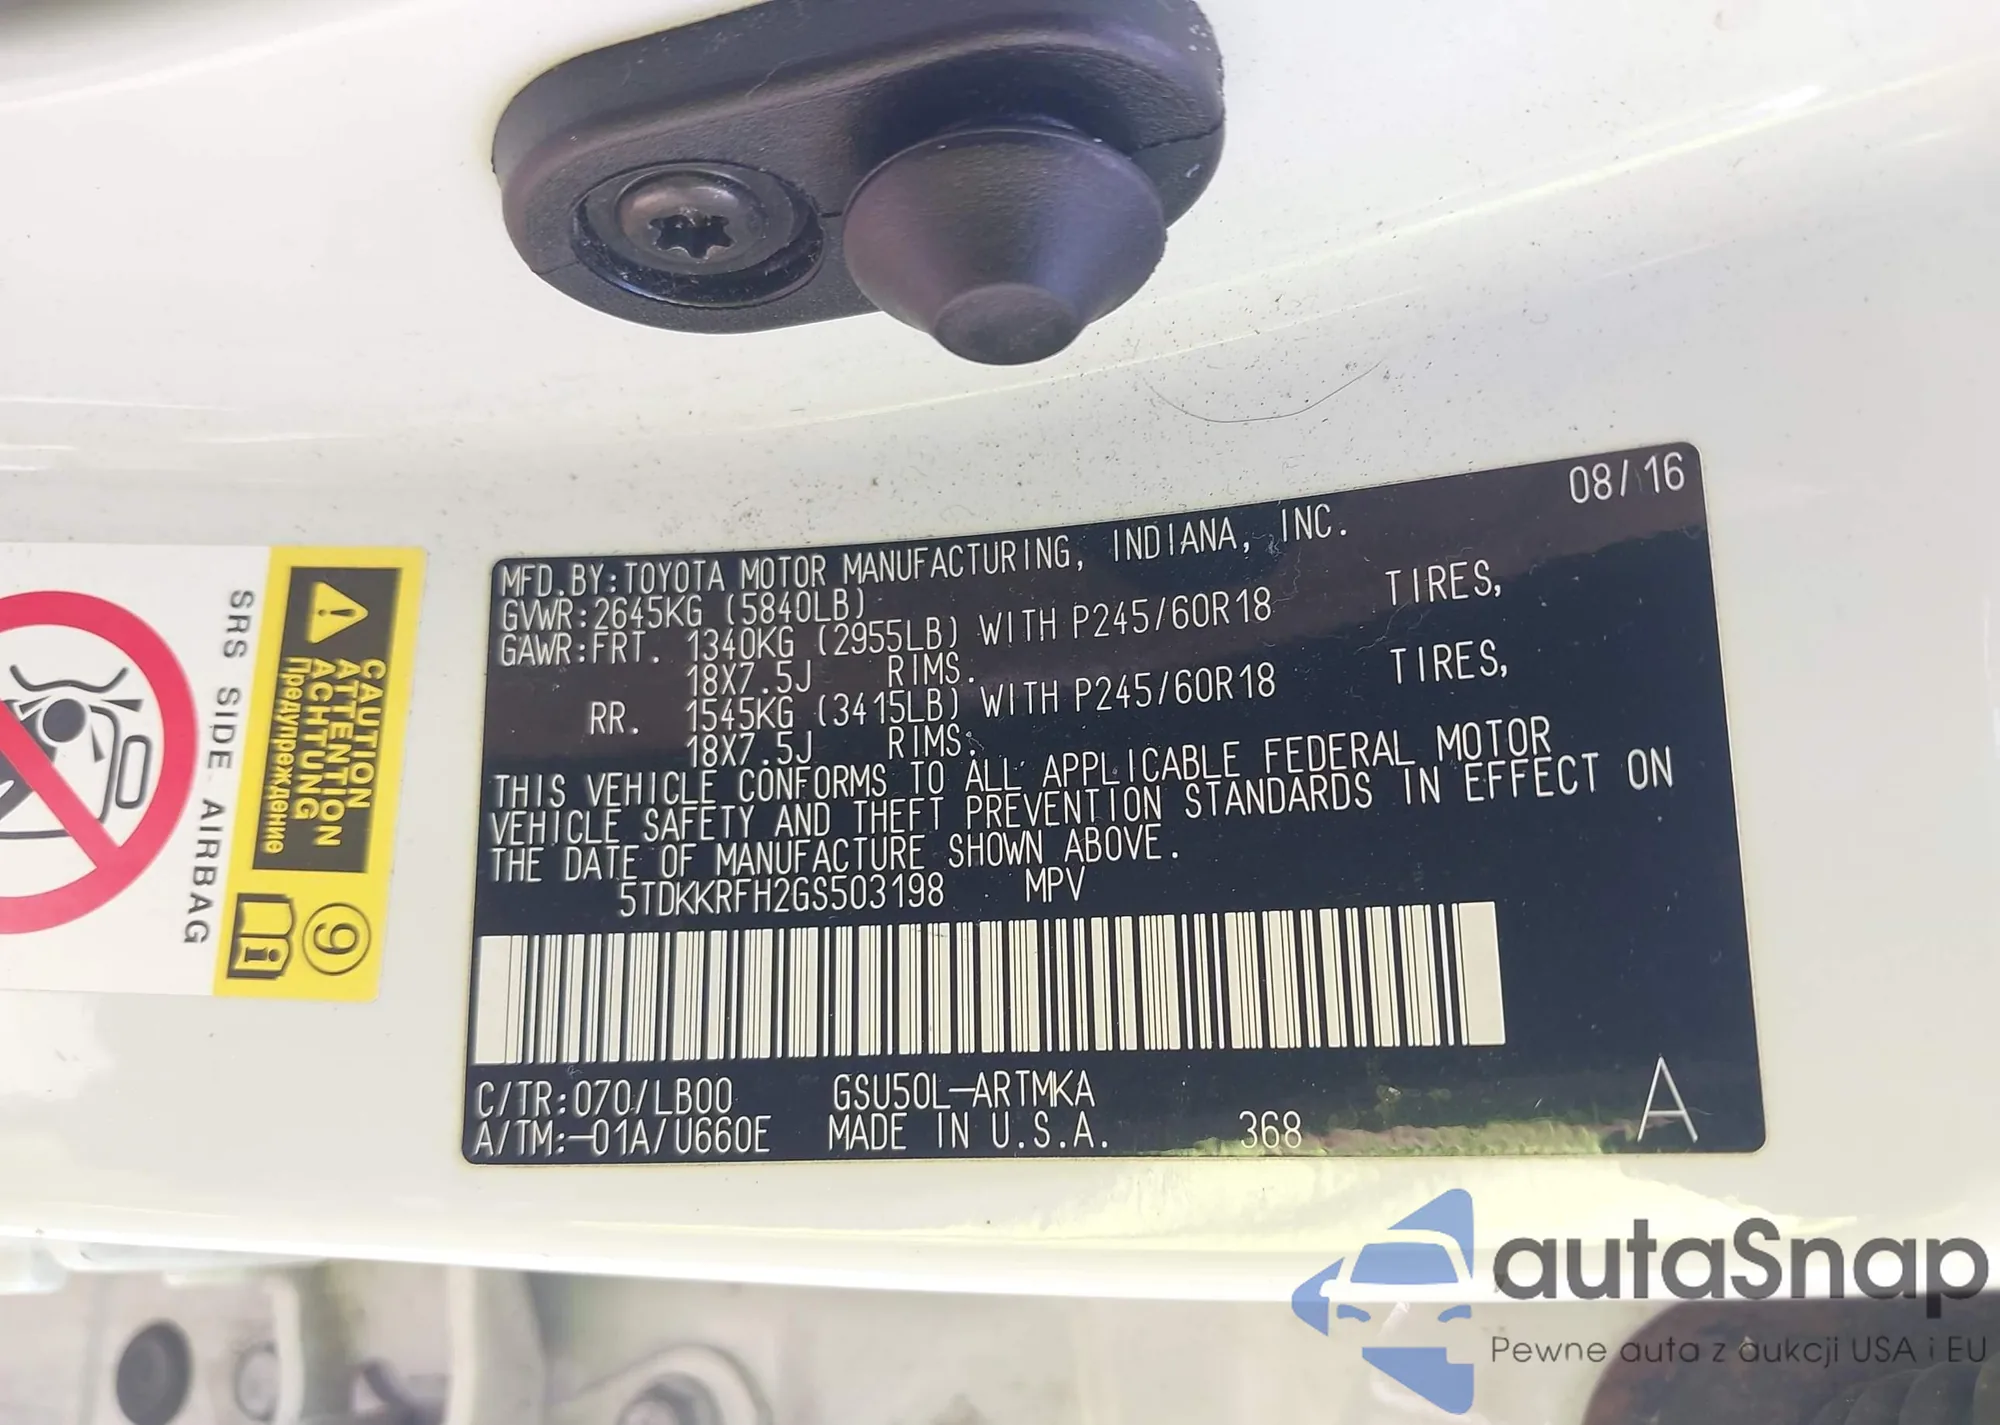 08/16
MFD.BY:TOYOTA MOTOR MANUFACTURING, INDIANA, INC.
GVWR:2645KG (5840LB)
GAWR:FRT. 1340KG (2955LB) WITH P245/60R18 TIRES,
18X7.5J RIMS.
RR. 1545KG (3415LB) WITH P245/60R18 TIRES,
18X7.5J RIMS.
THIS VEHICLE CONFORMS TO ALL APPLICABLE FEDERAL MOTOR
VEHICLE SAFETY AND THEFT PREVENTION STANDARDS IN EFFECT ON
THE DATE OF MANUFACTURE SHOWN ABOVE.
5TDKKRFH2GS503198 MPV
C/TR:070/LB00 GSU50L-ARTMKA
A/TM:-01A/U660E MADE IN U.S.A. 368 A
CAUTION
ATTENTION
ACHTUNG
Предупреждение
9
SRS SIDE AIRBAG
autaSnap
Pewne auta z aukcji USA i EU